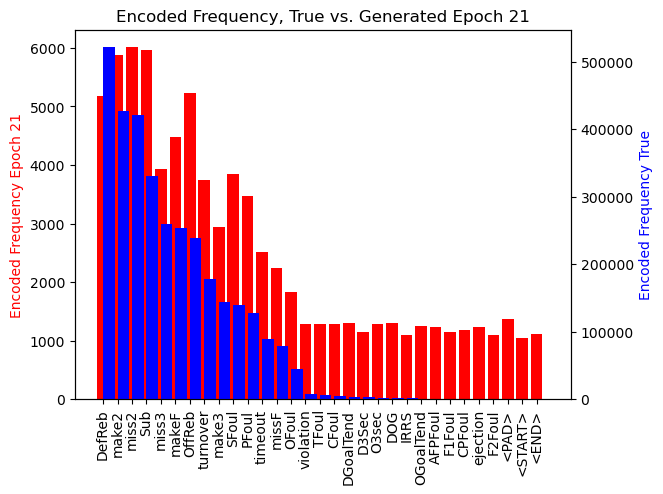 Encoded Frequency, True vs. Generated Epoch 21
6000
5000
4000
3000
2000
1000
0
Encoded Frequency Epoch 21
500000
400000
300000
200000
100000
0
Encoded Frequency True
DefReb
make2
miss2
Sub
miss3
makeF
OffReb
turnover
make3
SFoul
PFoul
timeout
missF
OFoul
violation
TFoul
CFoul
DGoalTend
D3Sec
O3sec
DOG
IRRS
OGoalTend
AFPFoul
F1Foul
CPFoul
ejection
F2Foul
<PAD>
<START>
<END>